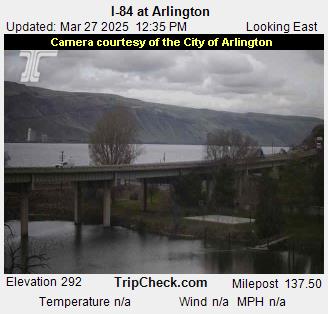 I-84 at Arlington
Updated: Mar 27 2025 12:35 PM Looking East
Camera courtesy of the City of Arlington
Elevation 292 TripCheck.com Milepost 137.50
Temperature n/a Wind n/a MPH n/a